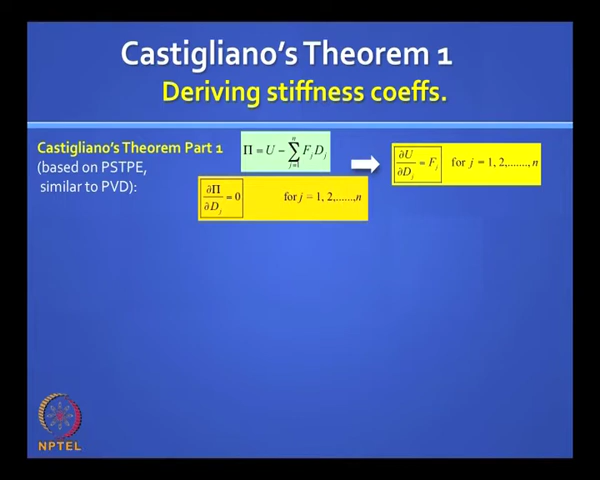 Castigliano's Theorem 1
Deriving stiffness coeffs.
Castigliano's Theorem Part 1
(based on PSTPE,
similar to PVD):
Π = U − ∑_{j=1}^{n} F_j D_j
∂U/∂D_j = F_j for j = 1, 2,.......,n
∂Π/∂D_j = 0 for j = 1, 2,......,n
NPTEL